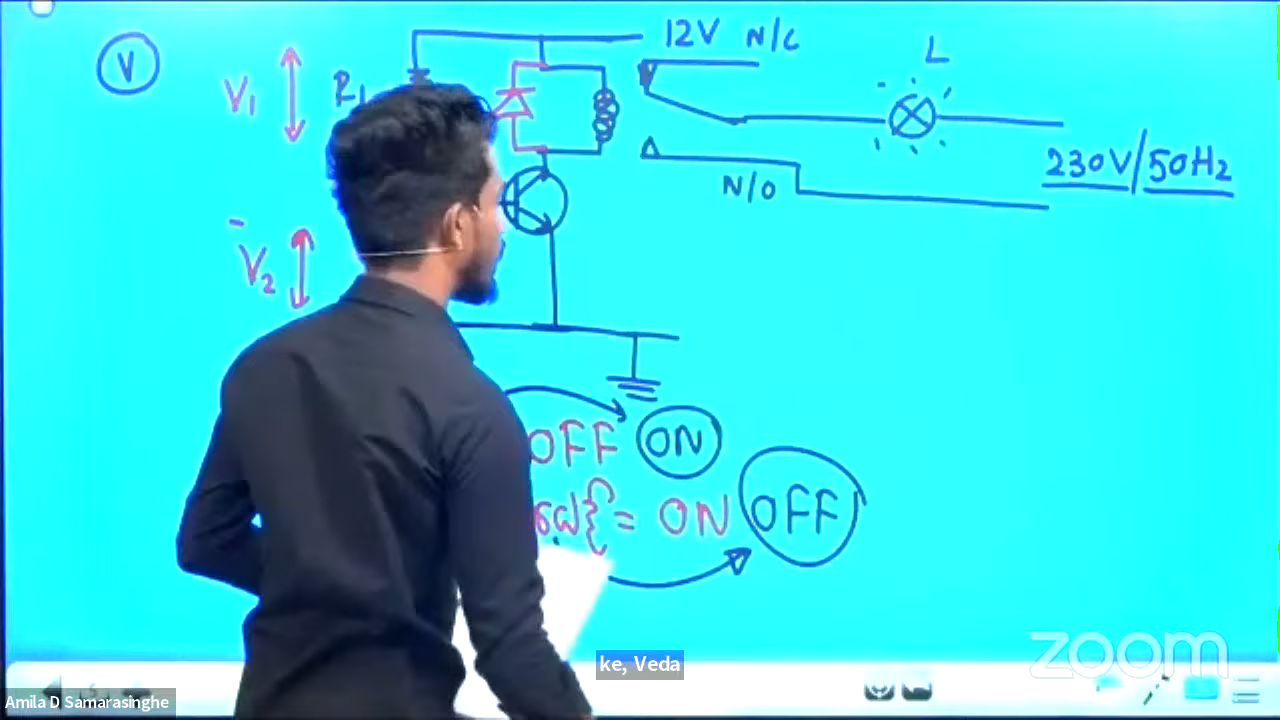 V
V₁
R₁
12V N/C
L
230V/50Hz
N/O
V₂
OFF ON
= ON OFF
ke, Veda
zoom
Amila D Samarasinghe